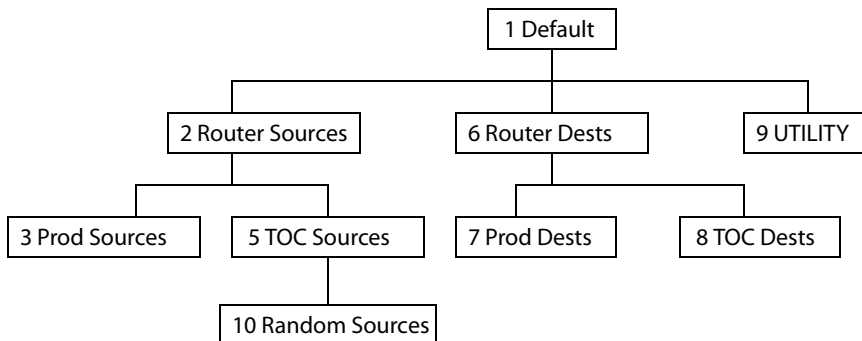 1 Default
2 Router Sources
6 Router Dests
9 UTILITY
3 Prod Sources
5 TOC Sources
7 Prod Dests
8 TOC Dests
10 Random Sources